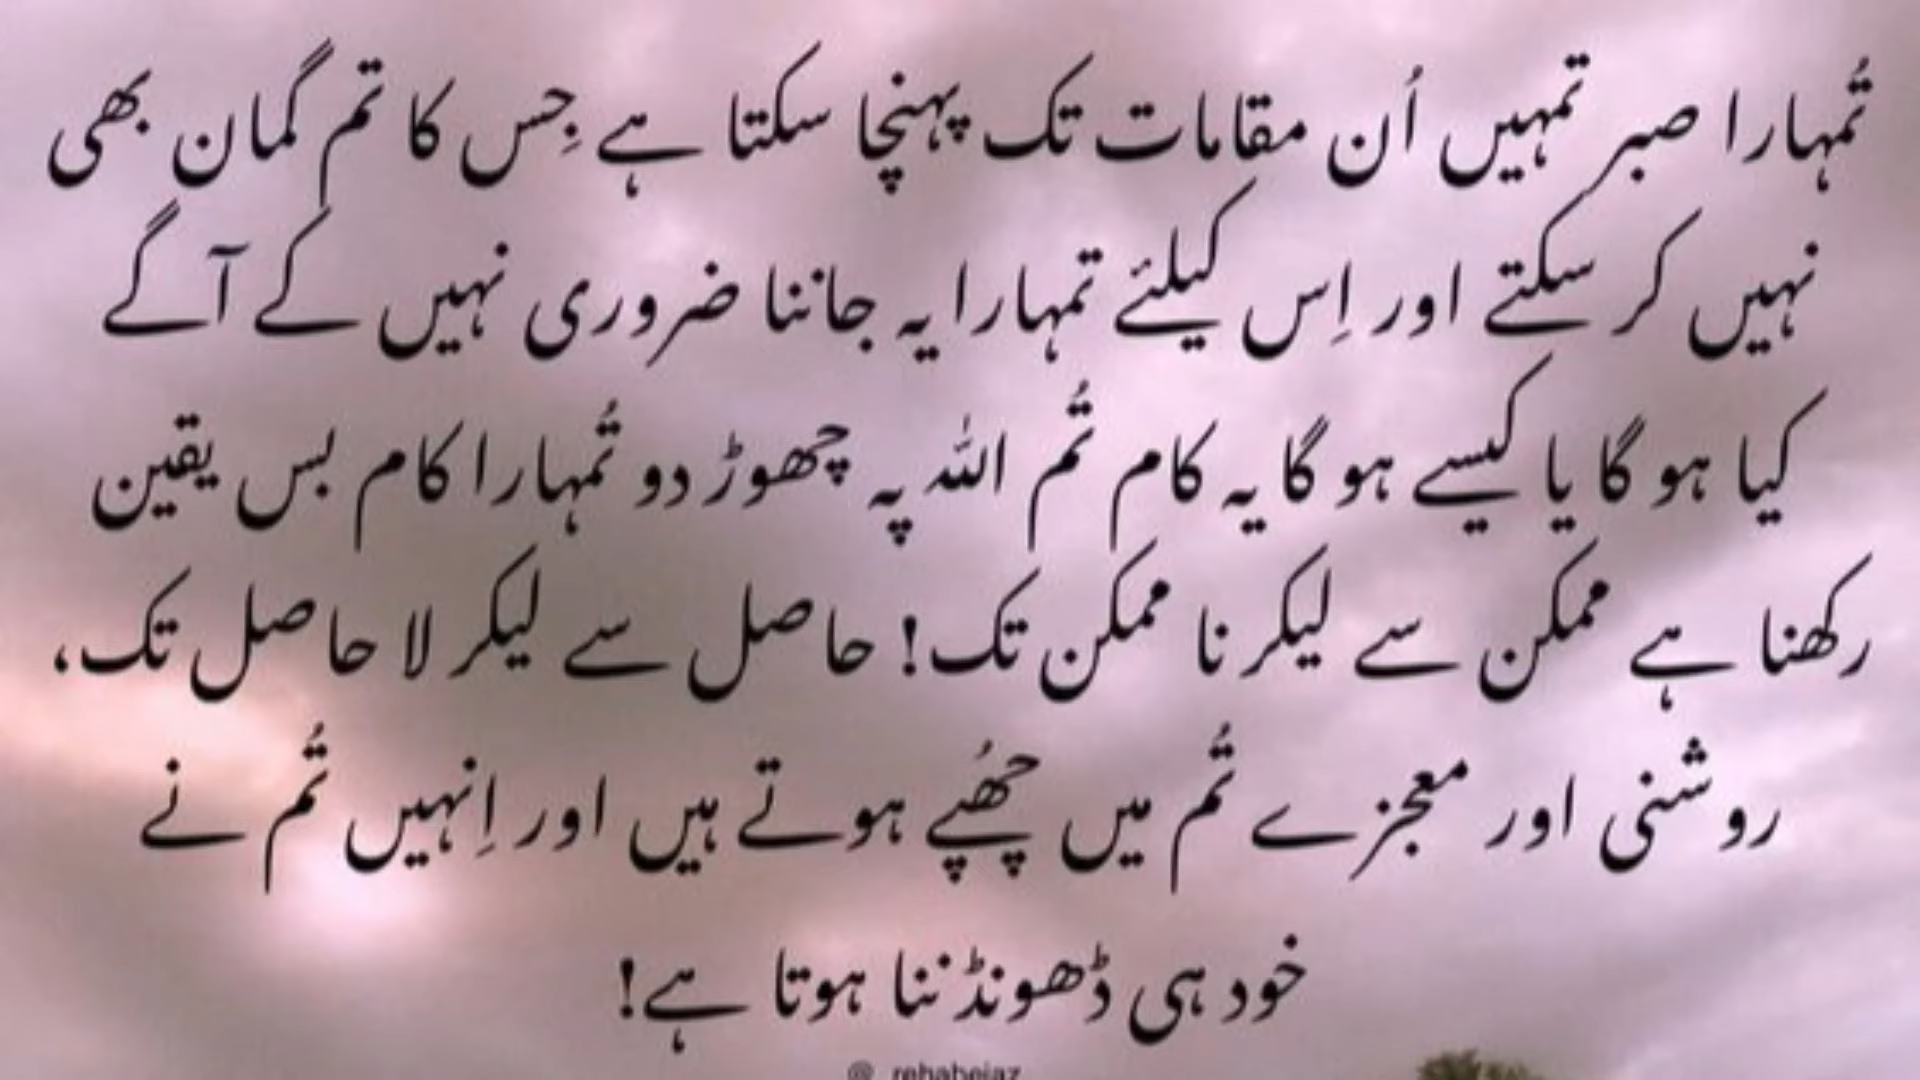 تُمہارا صبر تمہیں اُن مقامات تک پہنچا سکتا ہے جِس کا تم گمان بھی
نہیں کر سکتے اور اِس کیلئے تمہارا یہ جاننا ضروری نہیں کے آگے
کیا ہو گا یا کیسے ہو گا یہ کام تُم اللہ پہ چھوڑ دو تُمہارا کام بس یقین
رکھنا ہے ممکن سے لیکر نا ممکن تک! حاصل سے لیکر لا حاصل تک،
روشنی اور معجزے تُم میں چھُپے ہوتے ہیں اور اِنہیں تُم نے
خود ہی ڈھونڈننا ہوتا ہے!
@_rehabejaz